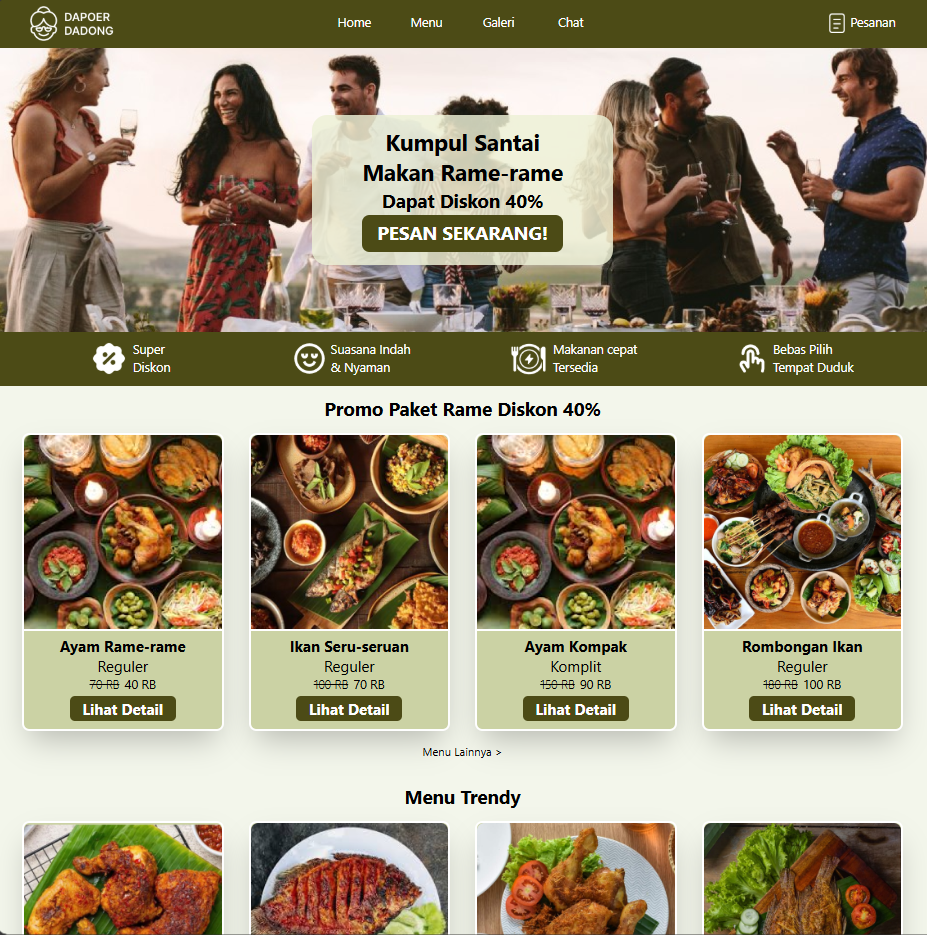 DAPOER
DADONG
Home
Menu
Galeri
Chat
Pesanan
Kumpul Santai
Makan Rame-rame
Dapat Diskon 40%
PESAN SEKARANG!
Super
Diskon
Suasana Indah
& Nyaman
Makanan cepat
Tersedia
Bebas Pilih
Tempat Duduk
Promo Paket Rame Diskon 40%
Ayam Rame-rame
Reguler
70 RB 40 RB
Lihat Detail
Ikan Seru-seruan
Reguler
100 RB 70 RB
Lihat Detail
Ayam Kompak
Komplit
150 RB 90 RB
Lihat Detail
Rombongan Ikan
Reguler
180 RB 100 RB
Lihat Detail
Menu Lainnya >
Menu Trendy